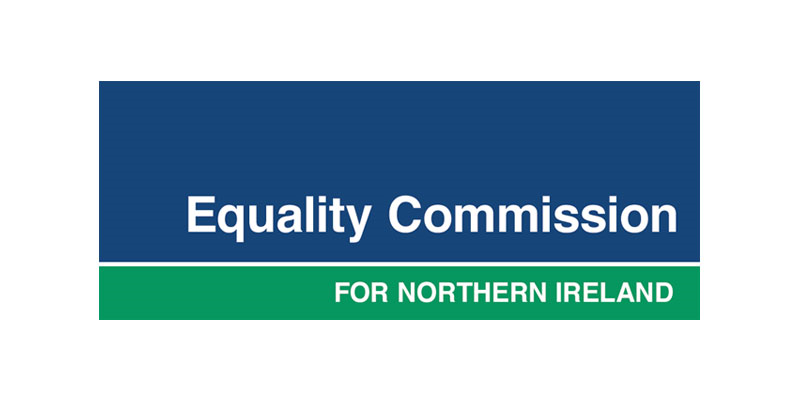 Equality Commission
FOR NORTHERN IRELAND